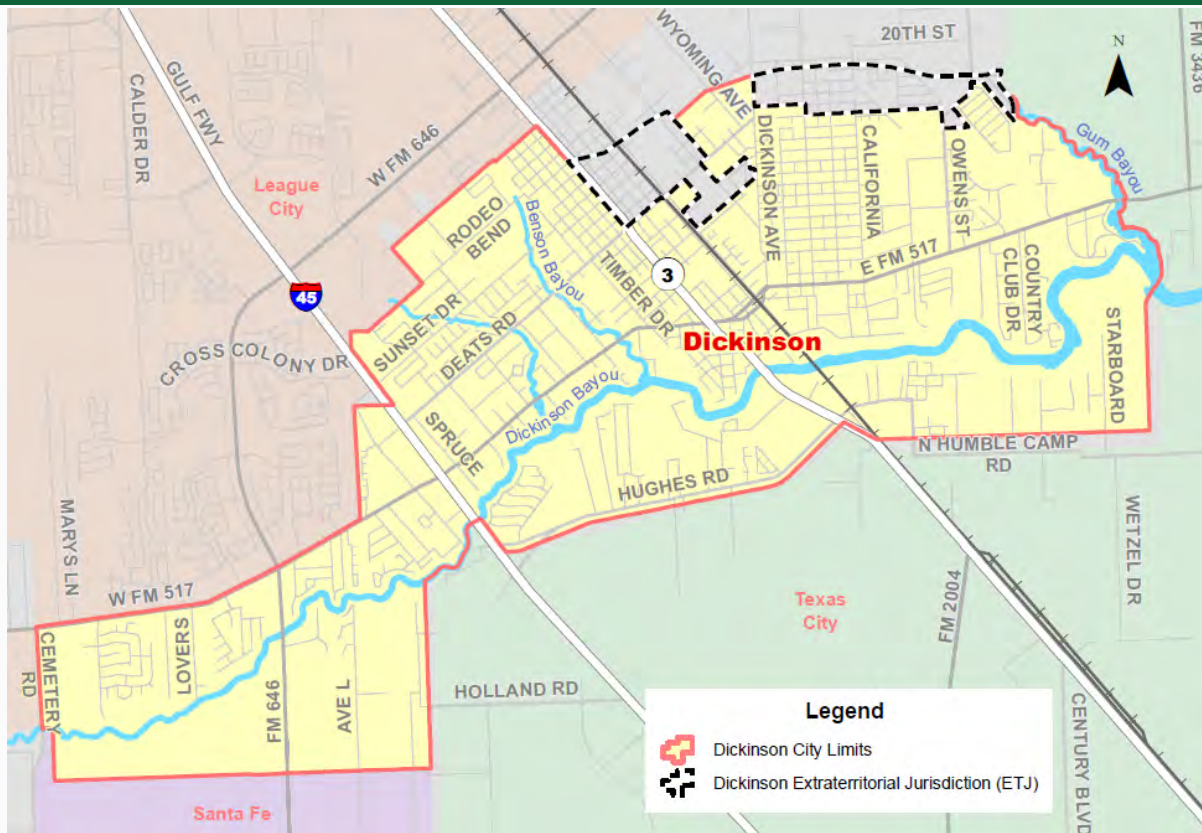 WYOMING AVE
20TH ST
N
FM 3436
GULF FWY
CALDER DR
W FM 646
League
City
DICKINSON AVE
CALIFORNIA
OWENS ST
Gum Bayou
RODEO
BEND
Benson Bayou
TIMBER DR
3
E FM 517
COUNTRY
CLUB DR
45
SUNSET DR
DEATS RD
Dickinson
STARBOARD
CROSS COLONY DR
Dickinson Bayou
SPRUCE
N HUMBLE CAMP
RD
HUGHES RD
MARYS LN
WETZEL DR
W FM 517
Texas
City
FM 2004
CEMETERY
RD
LOVERS
FM 646
AVE L
HOLLAND RD
CENTURY BLVD
Santa Fe
Legend
Dickinson City Limits
Dickinson Extraterritorial Jurisdiction (ETJ)